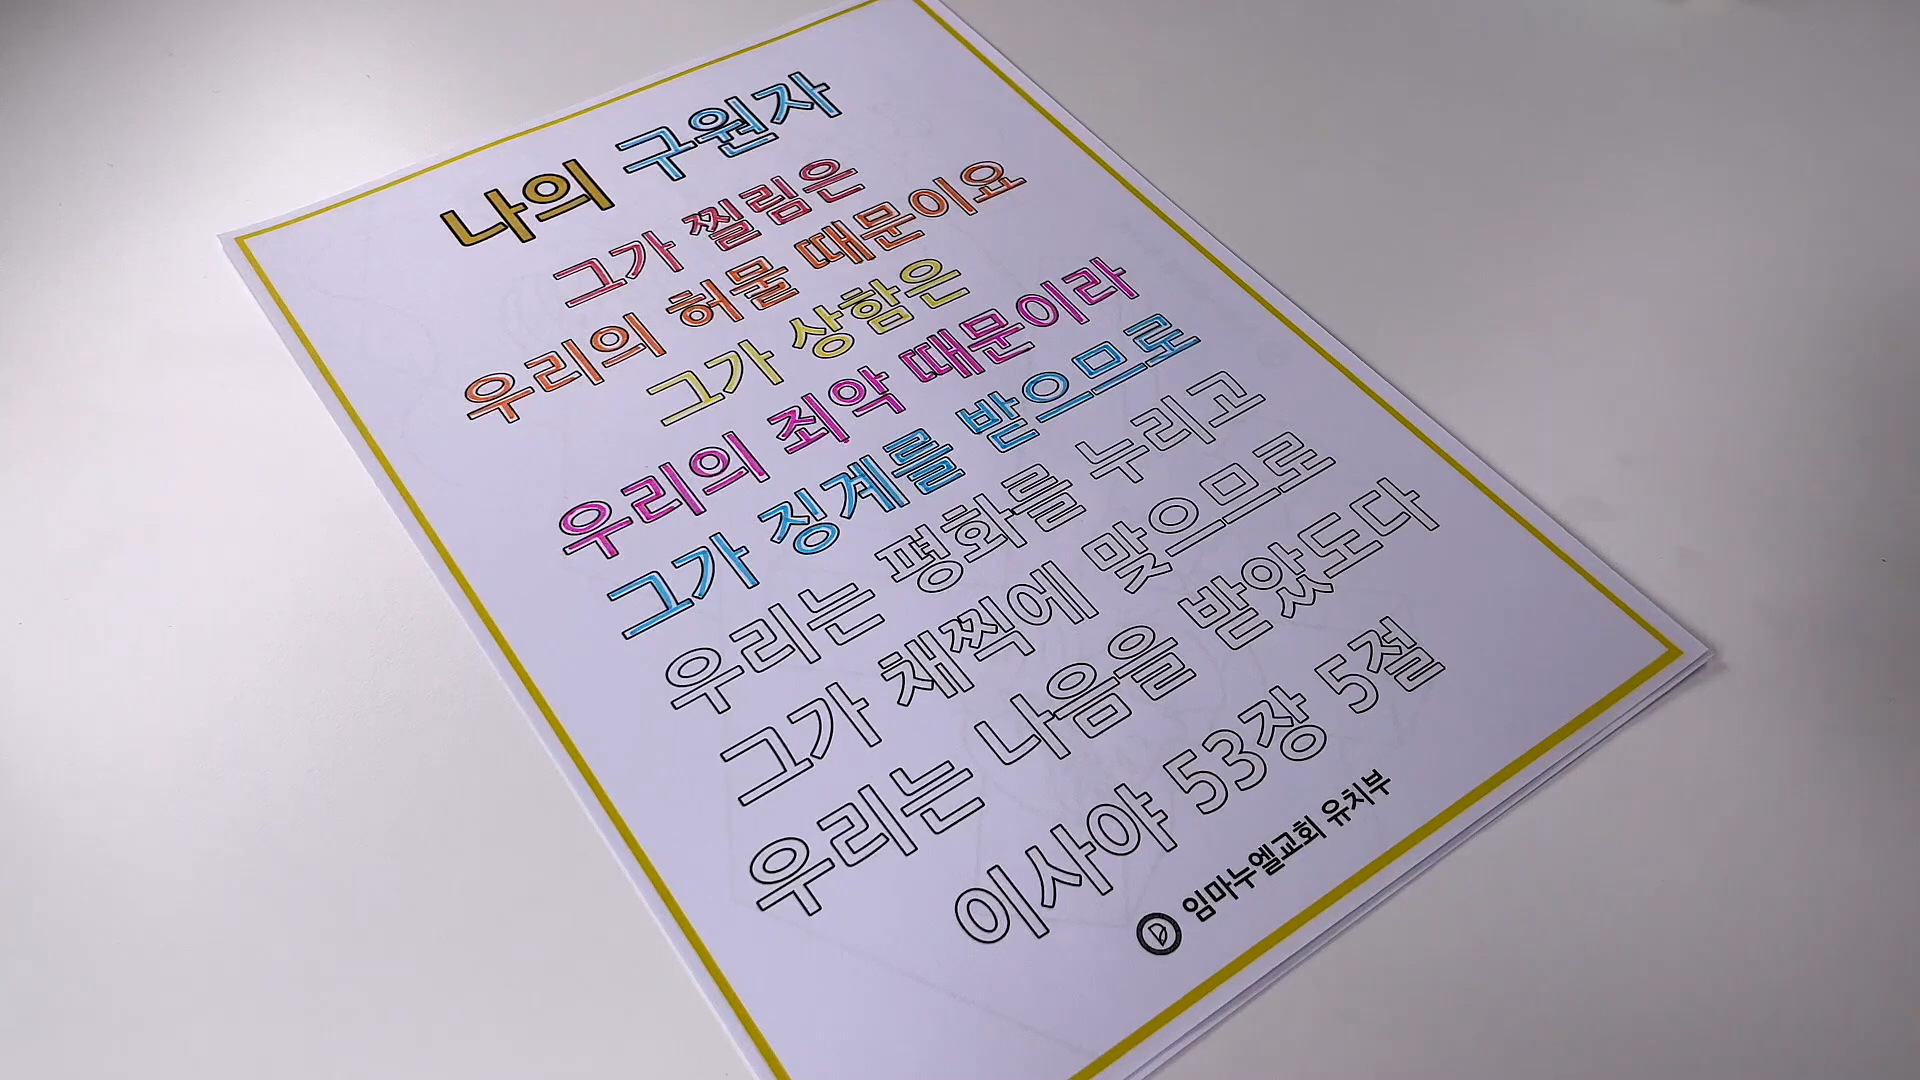 나의 구원자
그가 찔림은
우리의 허물 때문이요
그가 상함은
우리의 죄악 때문이라
그가 징계를 받으므로
우리는 평화를 누리고
그가 채찍에 맞으므로
우리는 나음을 받았도다
이사야 53장 5절
임마누엘교회 유치부